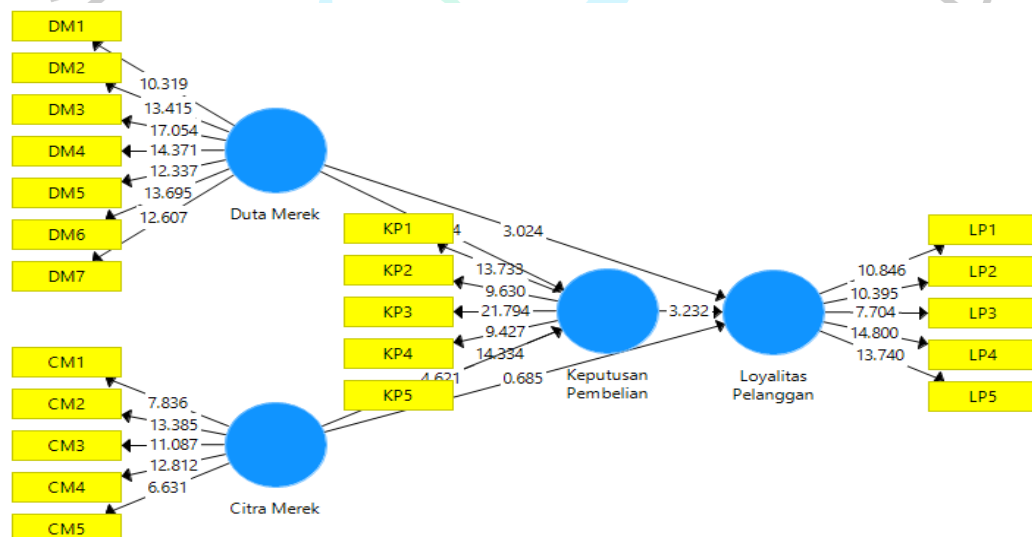 DM1
DM2
DM3
DM4
DM5
DM6
DM7
10.319
13.415
17.054
14.371
12.337
13.695
12.607
Duta Merek
CM1
CM2
CM3
CM4
CM5
7.836
13.385
11.087
12.812
6.631
Citra Merek
KP1
KP2
KP3
KP4
KP5
13.733
9.630
21.794
9.427
14.334
4.621
3.024
3.232
0.685
Keputusan
Pembelian
Loyalitas
Pelanggan
10.846
10.395
7.704
14.800
13.740
LP1
LP2
LP3
LP4
LP5